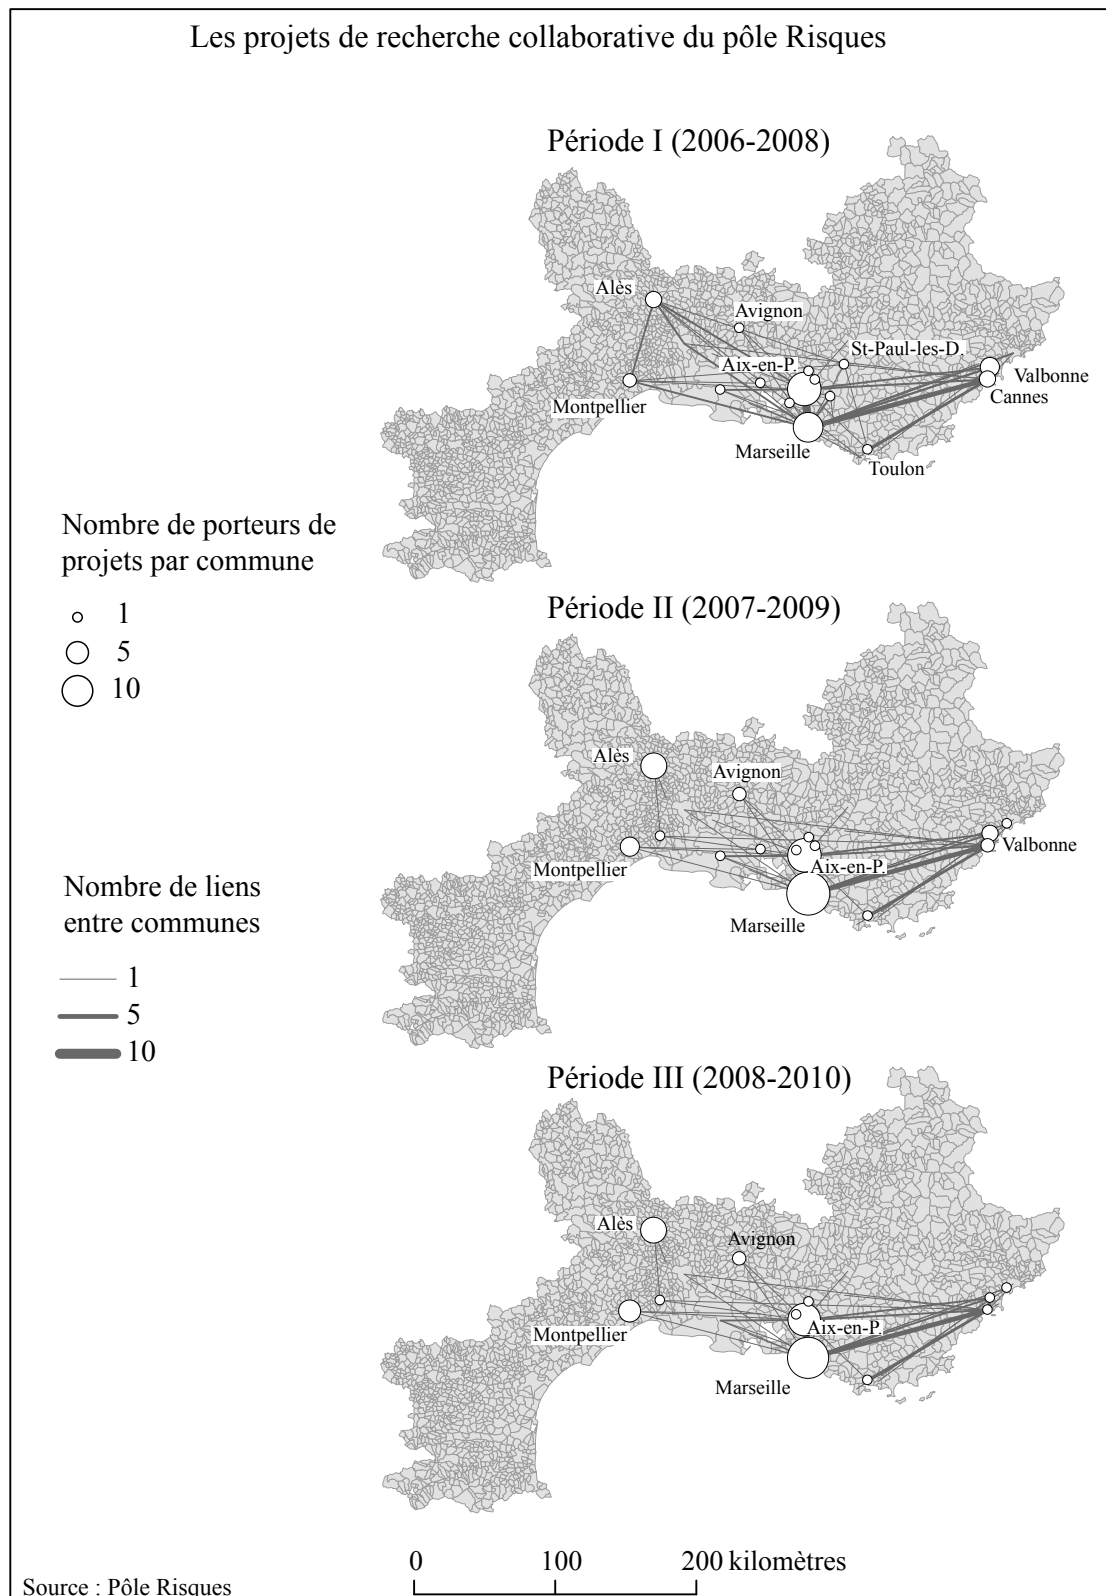 Les projets de recherche collaborative du pôle Risques
Période I (2006-2008)
Alès
Avignon
St-Paul-les-D.
Aix-en-P.
Valbonne
Montpellier
Cannes
Marseille
Toulon
Nombre de porteurs de
projets par commune
1
5
10
Période II (2007-2009)
Alès
Avignon
Valbonne
Montpellier
Aix-en-P.
Marseille
Nombre de liens
entre communes
1
5
10
Période III (2008-2010)
Alès
Avignon
Aix-en-P.
Montpellier
Marseille
0 100 200 kilomètres
Source : Pôle Risques